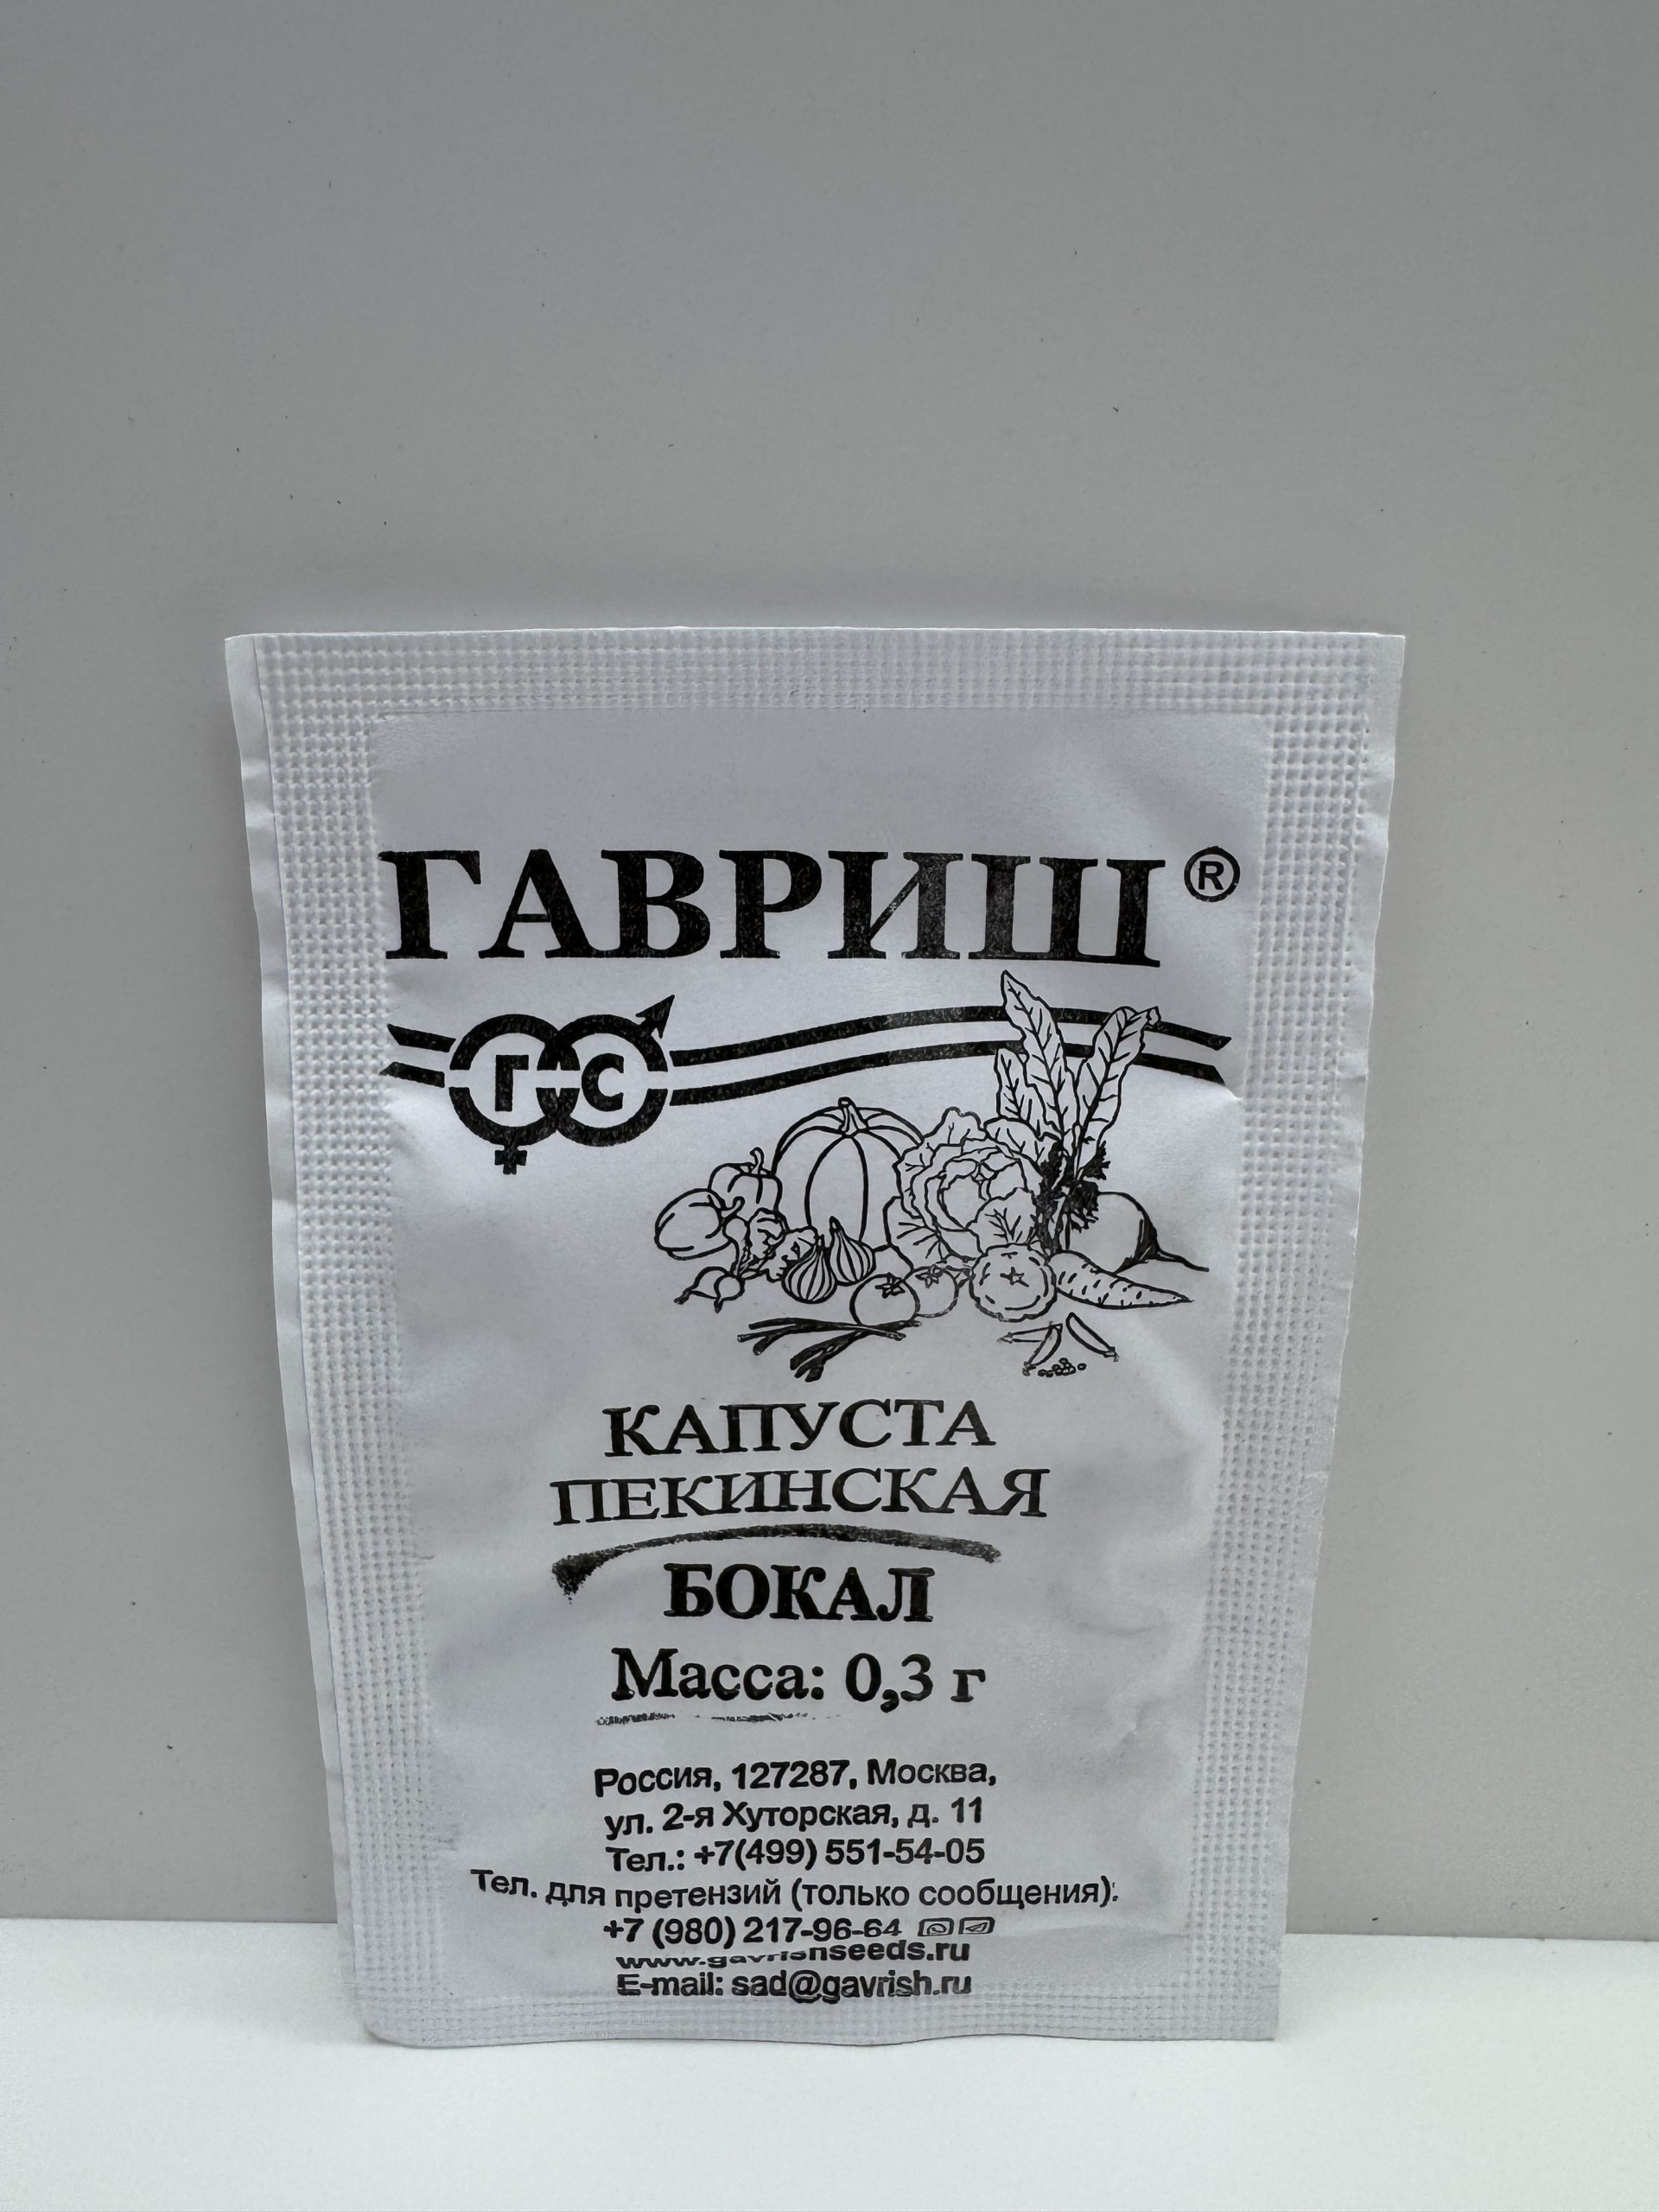 ГАВРИШ®
Г С
КАПУСТА
ПЕКИНСКАЯ
БОКАЛ
Масса: 0,3 г
Россия, 127287, Москва,
ул. 2-я Хуторская, д. 11
Тел.: +7(499) 551-54-05
Тел. для претензий (только сообщения):
+7 (980) 217-96-64
www.gavrishseeds.ru
E-mail: sad@gavrish.ru